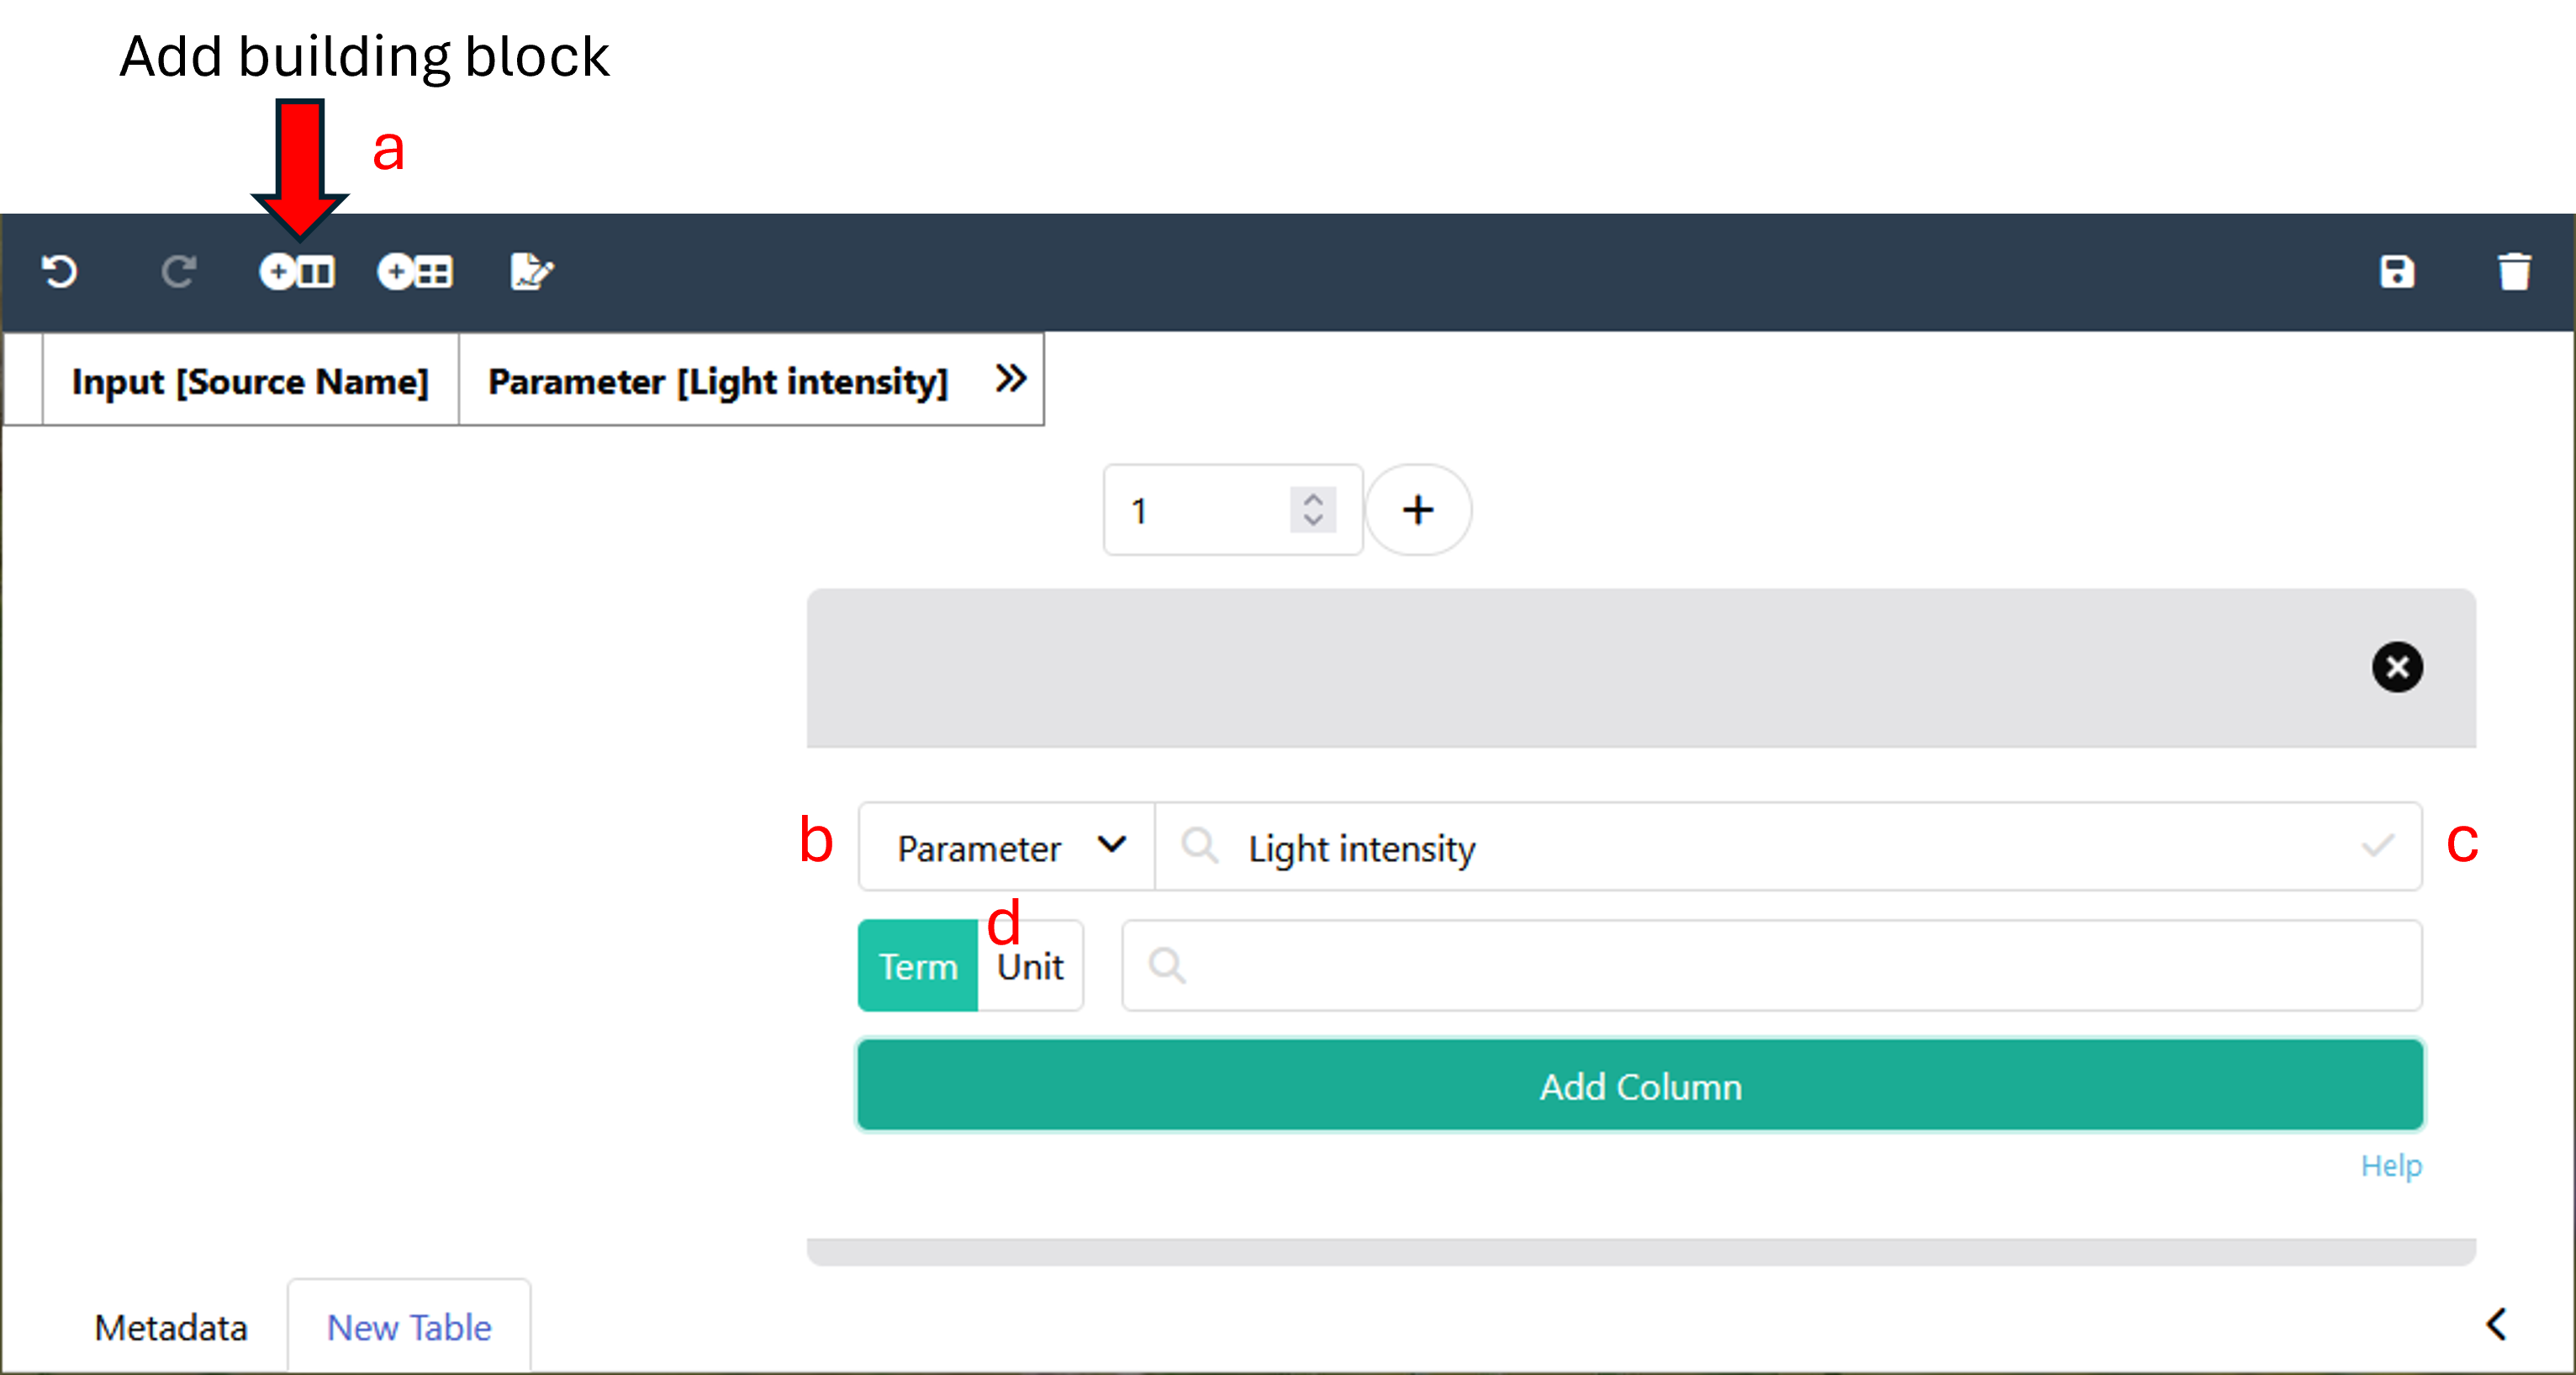 Add building block
a
Input [Source Name] Parameter [Light intensity]
1
b Parameter Light intensity c
d
Term Unit
Add Column
Help
Metadata New Table